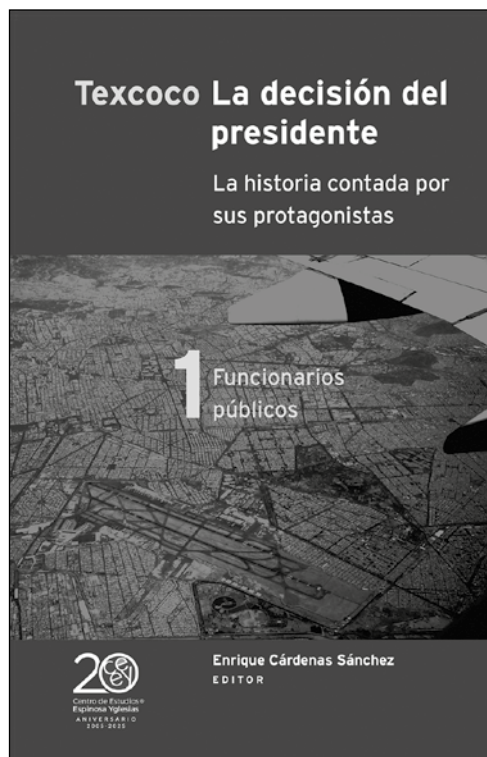 Texcoco La decisión del
presidente
La historia contada por
sus protagonistas
1 Funcionarios
públicos
Enrique Cárdenas Sánchez
EDITOR
20 ceey
Centro de Estudios
Espinosa Yglesias
ANIVERSARIO
2005-2025